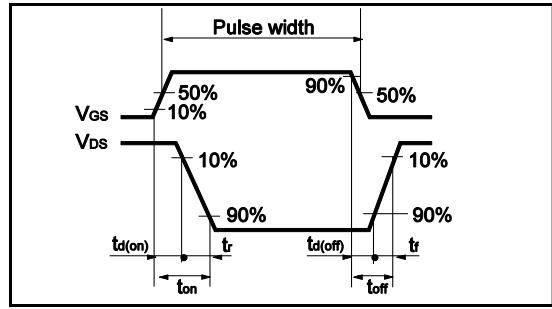 Pulse width
90%
50%
50%
10%
VGS
VDS
10%
10%
90%
90%
td(on)
tr
td(off)
tf
ton
toff